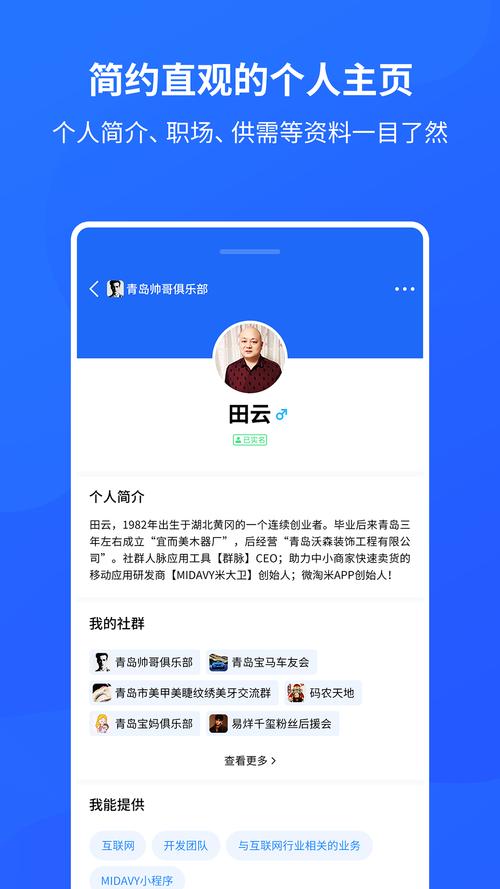 简约直观的个人主页
个人简介、职场、供需等资料一目了然
青岛帅哥俱乐部
田云
已实名
个人简介
田云，1982年出生于湖北黄冈的一个连续创业者。毕业后来青岛三
年左右成立“宜而美木器厂”，后经营“青岛沃森装饰工程有限公
司”。社群人脉应用工具【群脉】CEO；助力中小商家快速卖货的
移动应用研发商【MIDAVY米大卫】创始人；微淘米APP创始人！
我的社群
青岛帅哥俱乐部 青岛宝马车友会
青岛市美甲美睫纹绣美牙交流群 码农天地
青岛宝妈俱乐部 易烊千玺粉丝后援会
查看更多
我能提供
互联网 开发团队 与互联网行业相关的业务
MIDAVY小程序